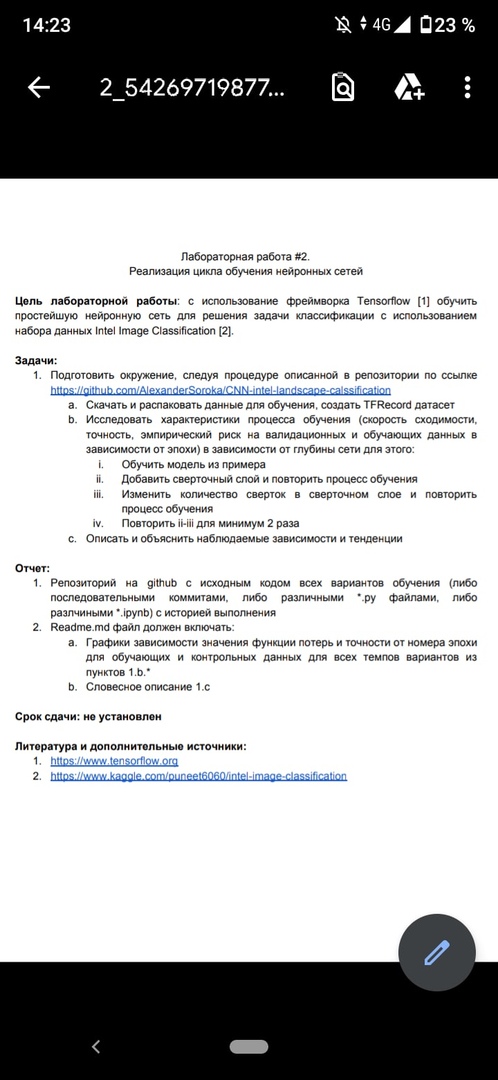 14:23
4G 23 %
2_54269719877...
Лабораторная работа #2.
Реализация цикла обучения нейронных сетей
Цель лабораторной работы: с использование фреймворка Tensorflow [1] обучить
простейшую нейронную сеть для решения задачи классификации с использованием
набора данных Intel Image Classification [2].
Задачи:
1. Подготовить окружение, следуя процедуре описанной в репозитории по ссылке
https://github.com/AlexanderSoroka/CNN-intel-landscape-calssification
a. Скачать и распаковать данные для обучения, создать TFRecord датасет
b. Исследовать характеристики процесса обучения (скорость сходимости,
точность, эмпирический риск на валидационных и обучающих данных в
зависимости от эпохи) в зависимости от глубины сети для этого:
i. Обучить модель из примера
ii. Добавить сверточный слой и повторить процесс обучения
iii. Изменить количество сверток в сверточном слое и повторить
процесс обучения
iv. Повторить ii-iii для минимум 2 раза
c. Описать и объяснить наблюдаемые зависимости и тенденции
Отчет:
1. Репозиторий на github с исходным кодом всех вариантов обучения (либо
последовательными коммитами, либо различными *.py файлами, либо
разлчиными *.ipynb) с историей выполнения
2. Readme.md файл должен включать:
a. Графики зависимости значения функции потерь и точности от номера эпохи
для обучающих и контрольных данных для всех темпов вариантов из
пунктов 1.b.*
b. Словесное описание 1.c
Срок сдачи: не установлен
Литература и дополнительные источники:
1. https://www.tensorflow.org
2. https://www.kaggle.com/puneet6060/intel-image-classification